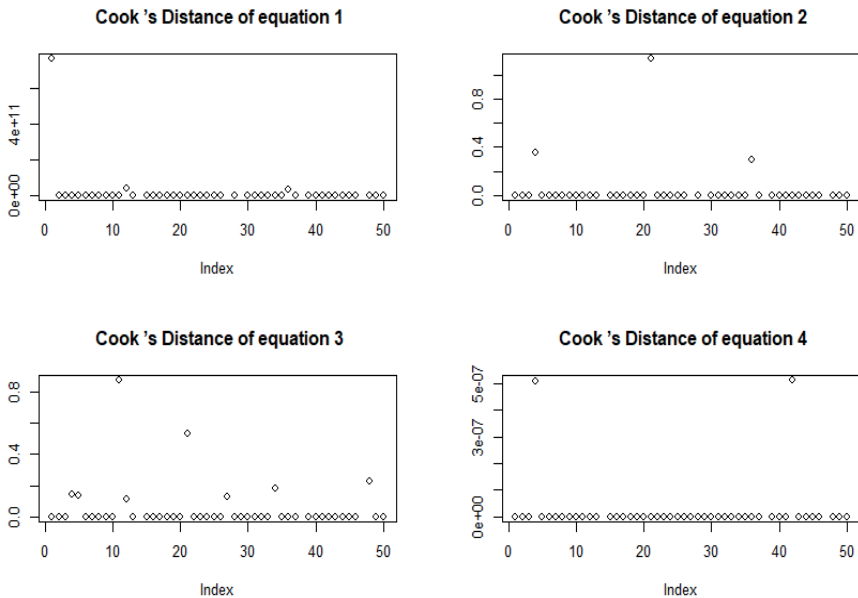 Cook ’s Distance of equation 1
4e+11
0e+00
0 10 20 30 40 50
Index
Cook ’s Distance of equation 2
0.8
0.4
0.0
0 10 20 30 40 50
Index
Cook ’s Distance of equation 3
0.8
0.4
0.0
0 10 20 30 40 50
Index
Cook ’s Distance of equation 4
5e-07
3e-07
0e+00
0 10 20 30 40 50
Index